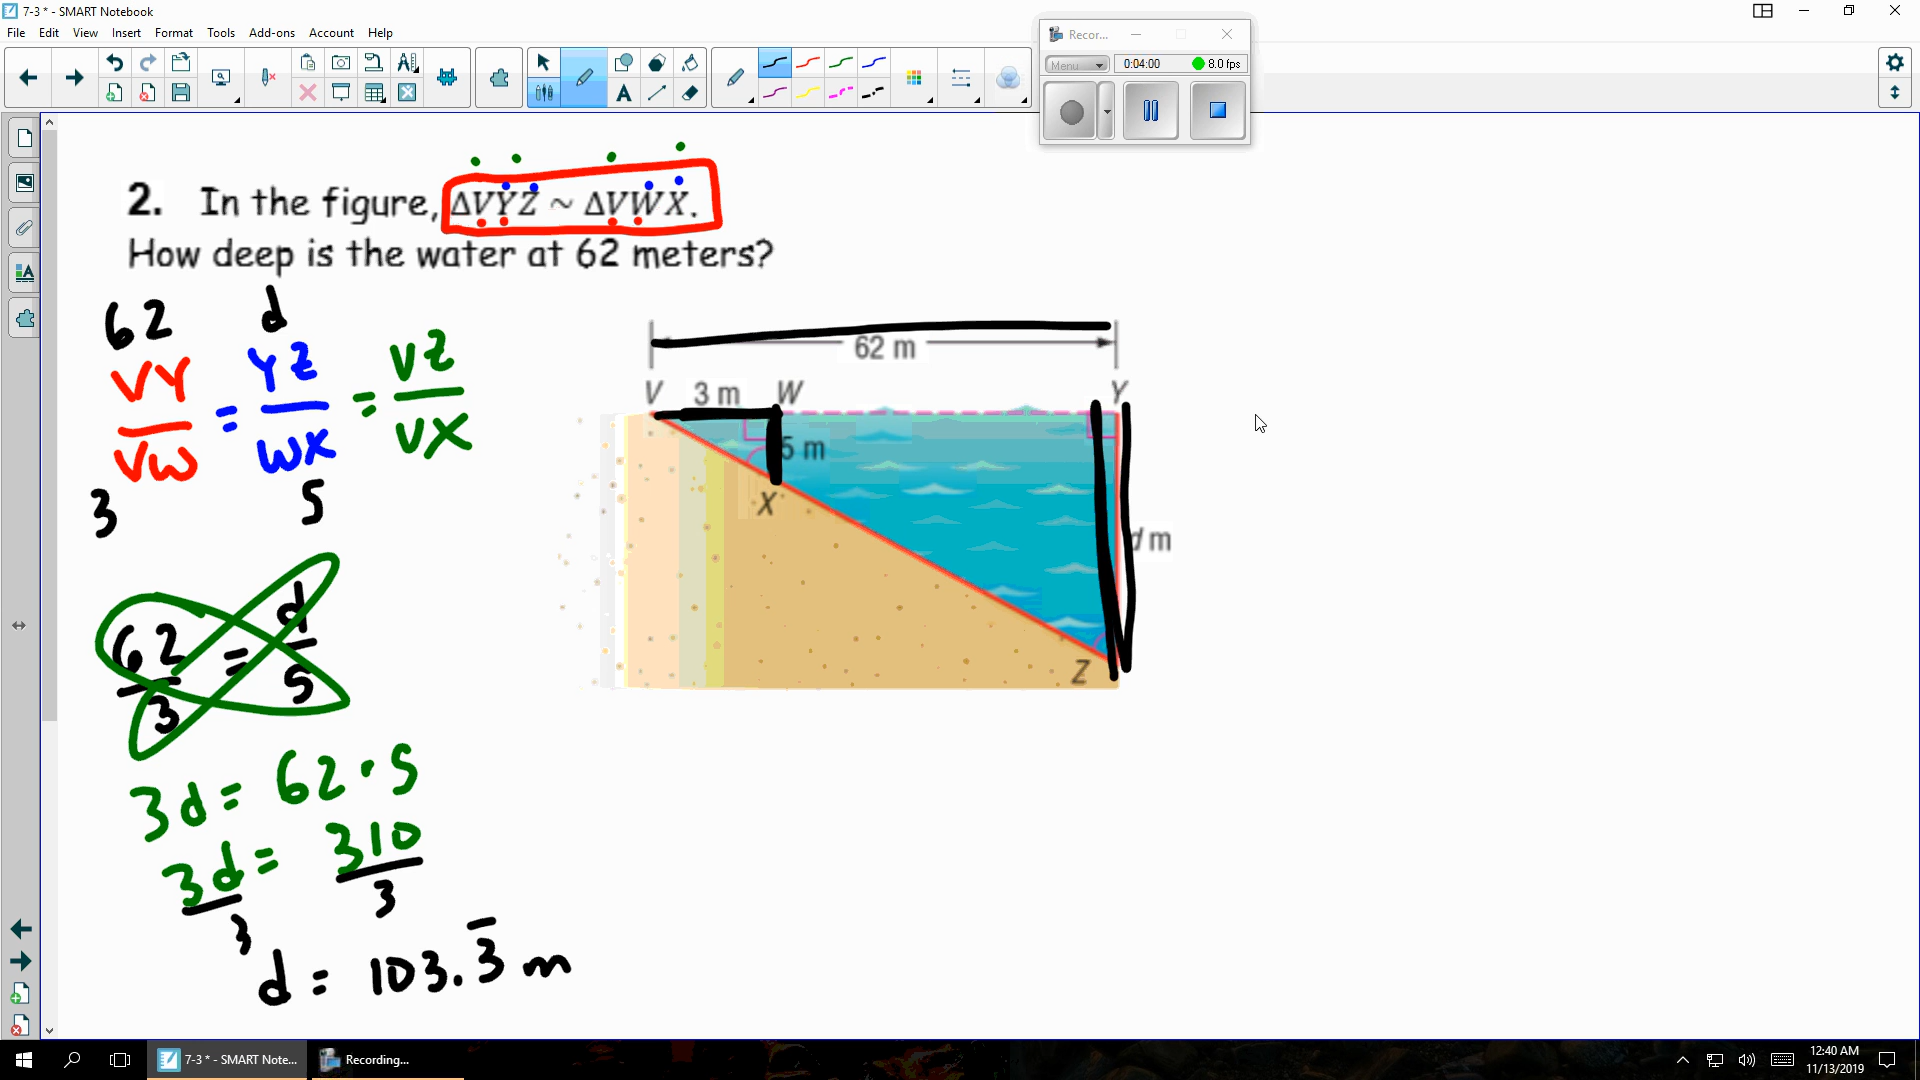 7-3 * - SMART Notebook
File Edit View Insert Format Tools Add-ons Account Help
Recor...
Menu 0:04:00 8.0 fps
2. In the figure, ΔVYZ ~ ΔVWX.
How deep is the water at 62 meters?
62 d
VY/VW = YZ/WX = VZ/VX
3 5
62/3 = d/5
3d = 62 · 5
3d/3 = 310/3
d = 103.3̅ m
62 m
V 3 m W Y
5 m
X
d m
Z
7-3 * - SMART Note...
Recording...
12:40 AM
11/13/2019